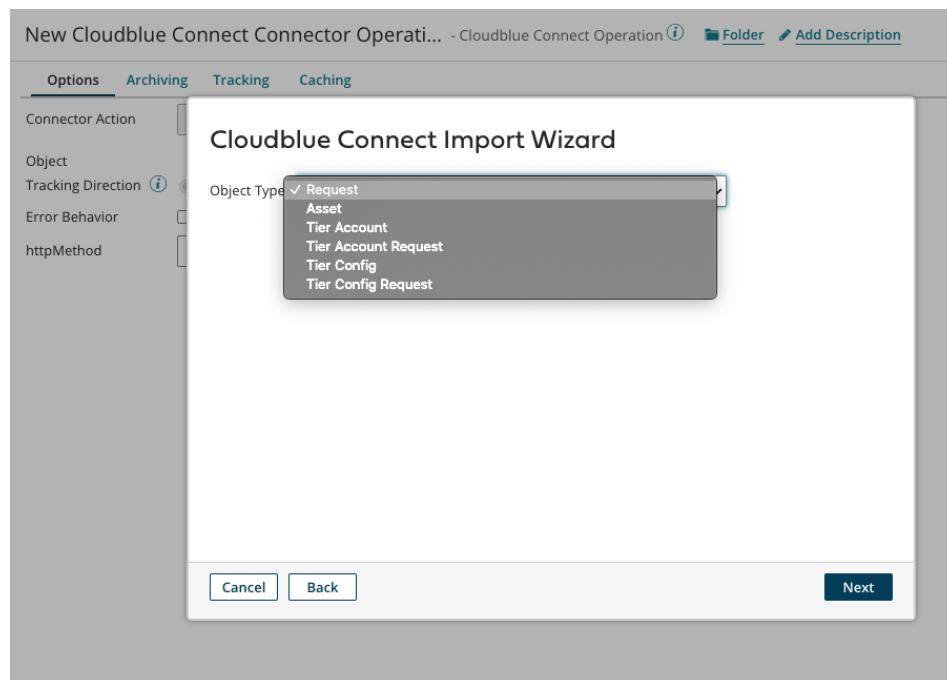 New Cloudblue Connect Connector Operati... - Cloudblue Connect Operation i Folder Add Description
Options Archiving Tracking Caching
Connector Action
Object
Tracking Direction i
Error Behavior
httpMethod
Cloudblue Connect Import Wizard
Object Type
✓ Request
Asset
Tier Account
Tier Account Request
Tier Config
Tier Config Request
Cancel Back Next